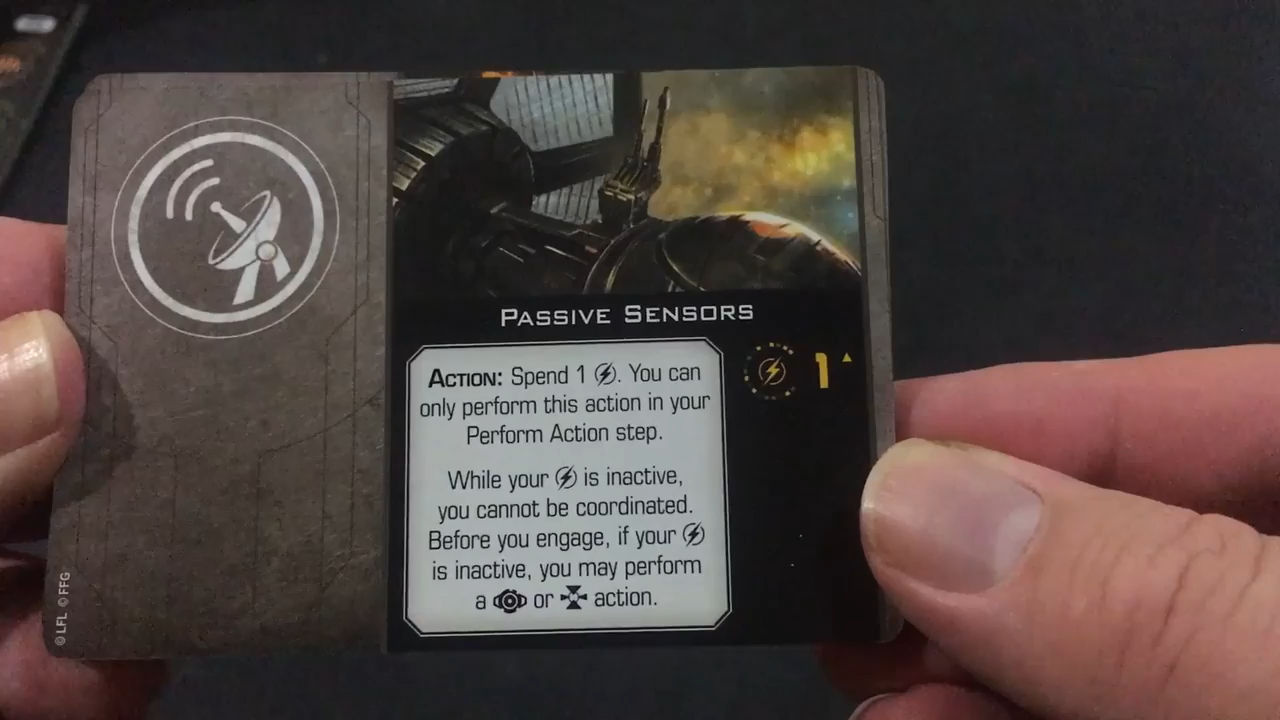 PASSIVE SENSORS
ACTION: Spend 1 . You can
only perform this action in your
Perform Action step.
While your is inactive,
you cannot be coordinated.
Before you engage, if your
is inactive, you may perform
a or action.
1
© LFL © FFG